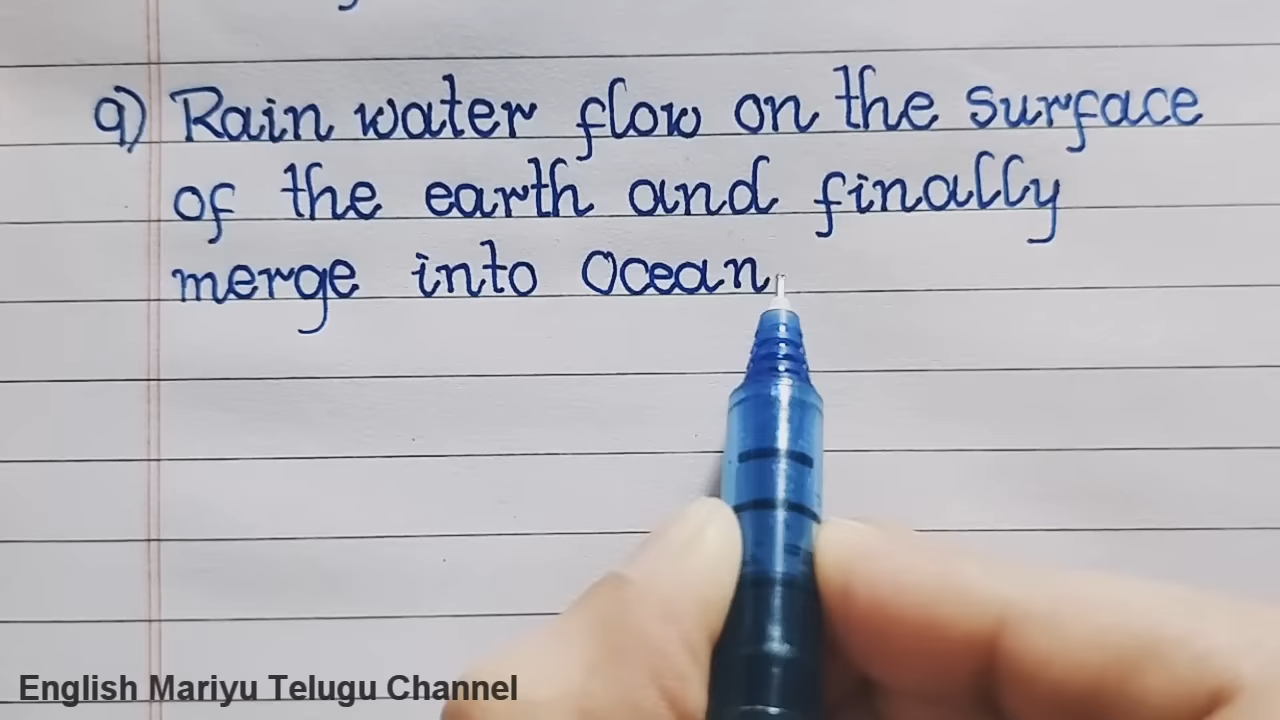 9) Rain water flow on the surface
of the earth and finally
merge into Ocean.
English Mariyu Telugu Channel